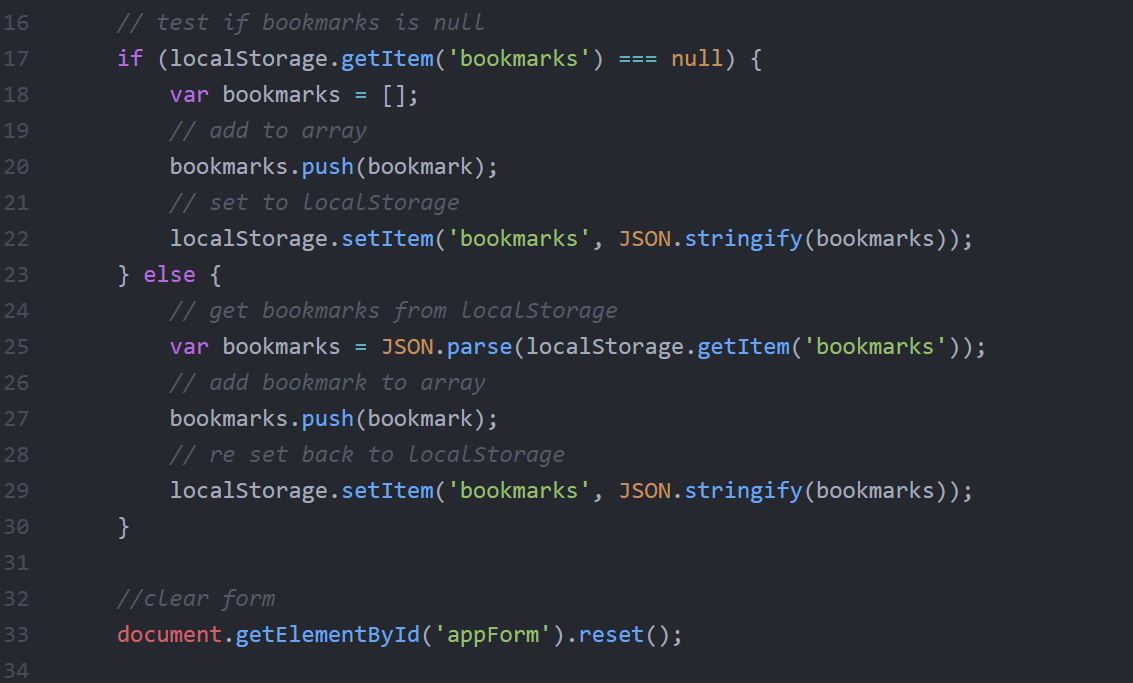 16 // test if bookmarks is null
17 if (localStorage.getItem('bookmarks') === null) {
18 var bookmarks = [];
19 // add to array
20 bookmarks.push(bookmark);
21 // set to localStorage
22 localStorage.setItem('bookmarks', JSON.stringify(bookmarks));
23 } else {
24 // get bookmarks from localStorage
25 var bookmarks = JSON.parse(localStorage.getItem('bookmarks'));
26 // add bookmark to array
27 bookmarks.push(bookmark);
28 // re set back to localStorage
29 localStorage.setItem('bookmarks', JSON.stringify(bookmarks));
30 }
31
32 //clear form
33 document.getElementById('appForm').reset();
34